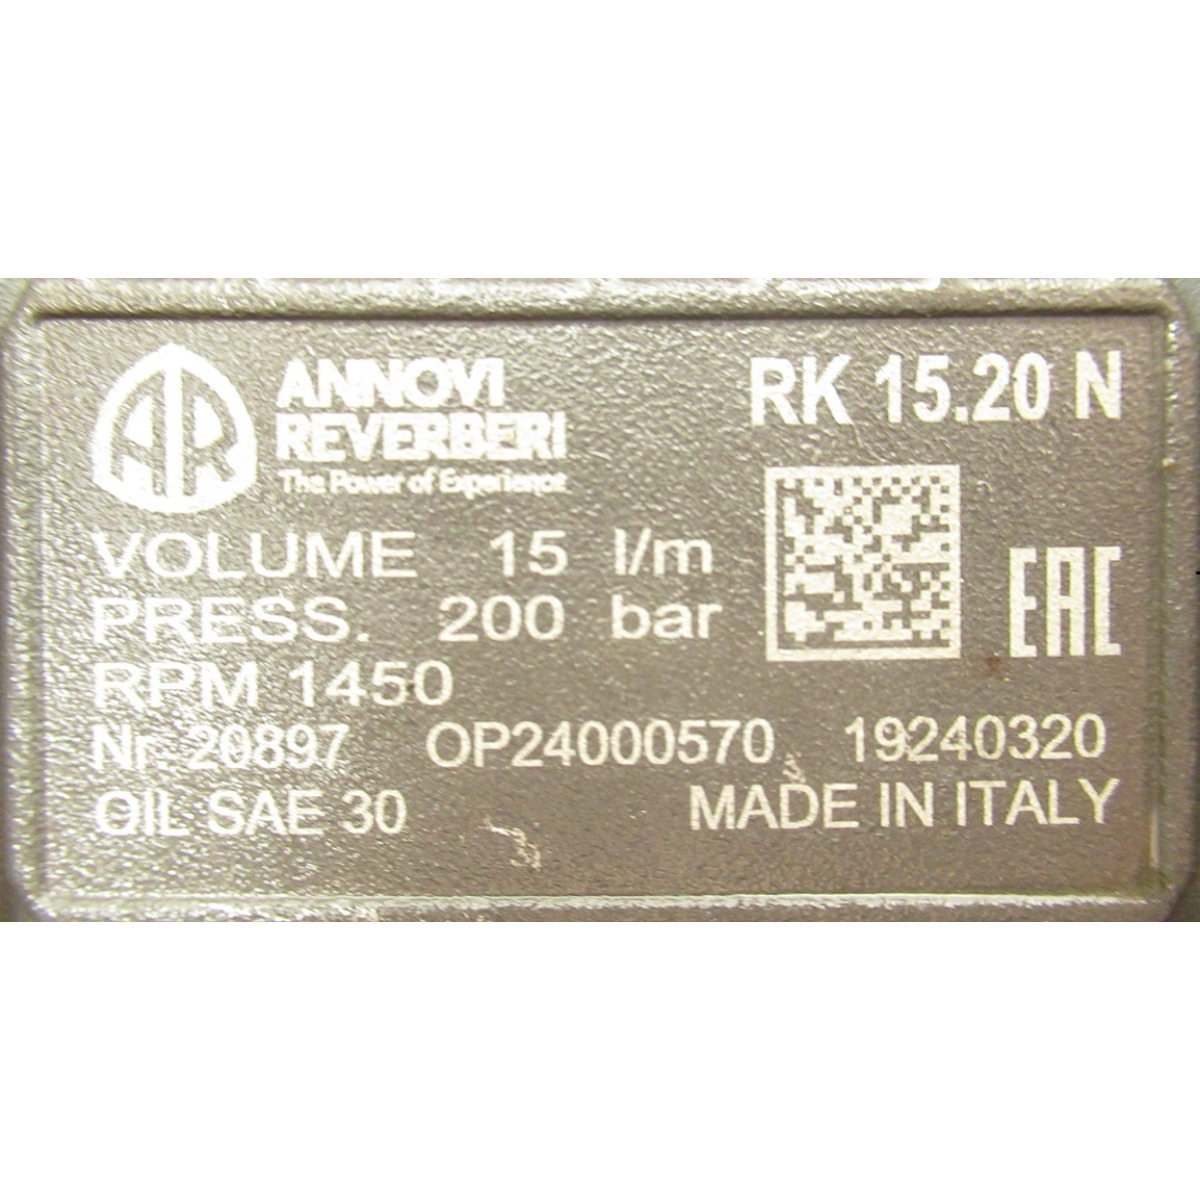 AR
ANNOVI
REVERBERI
The Power of Experience
RK 15.20 N
VOLUME 15 l/m
PRESS. 200 bar
EAC
RPM 1450
Nr. 20897 OP24000570 19240320
OIL SAE 30 MADE IN ITALY